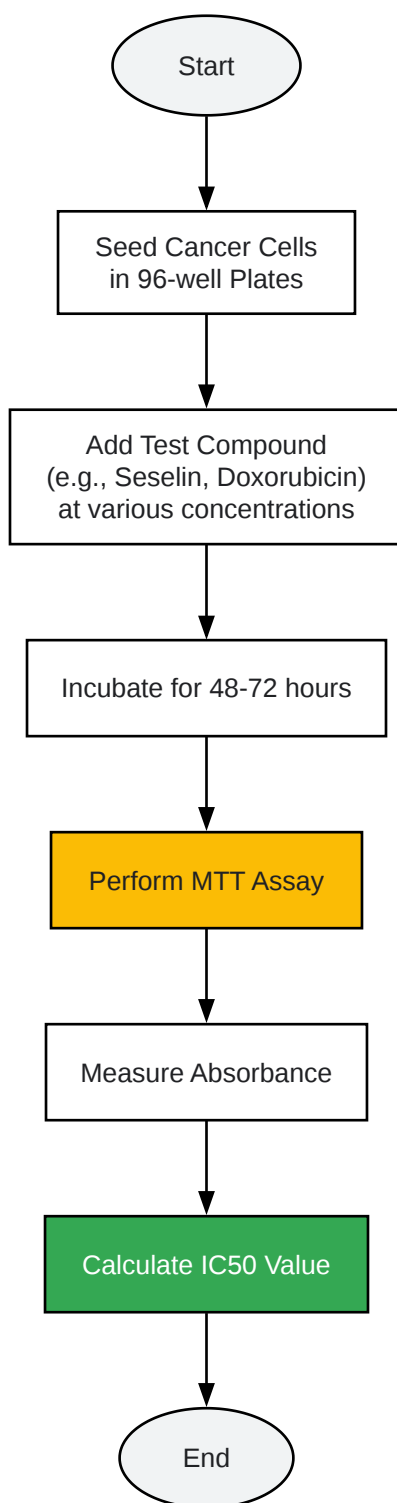 Start
Seed Cancer Cells
in 96-well Plates
Add Test Compound
(e.g., Seselin, Doxorubicin)
at various concentrations
Incubate for 48-72 hours
Perform MTT Assay
Measure Absorbance
Calculate IC50 Value
End